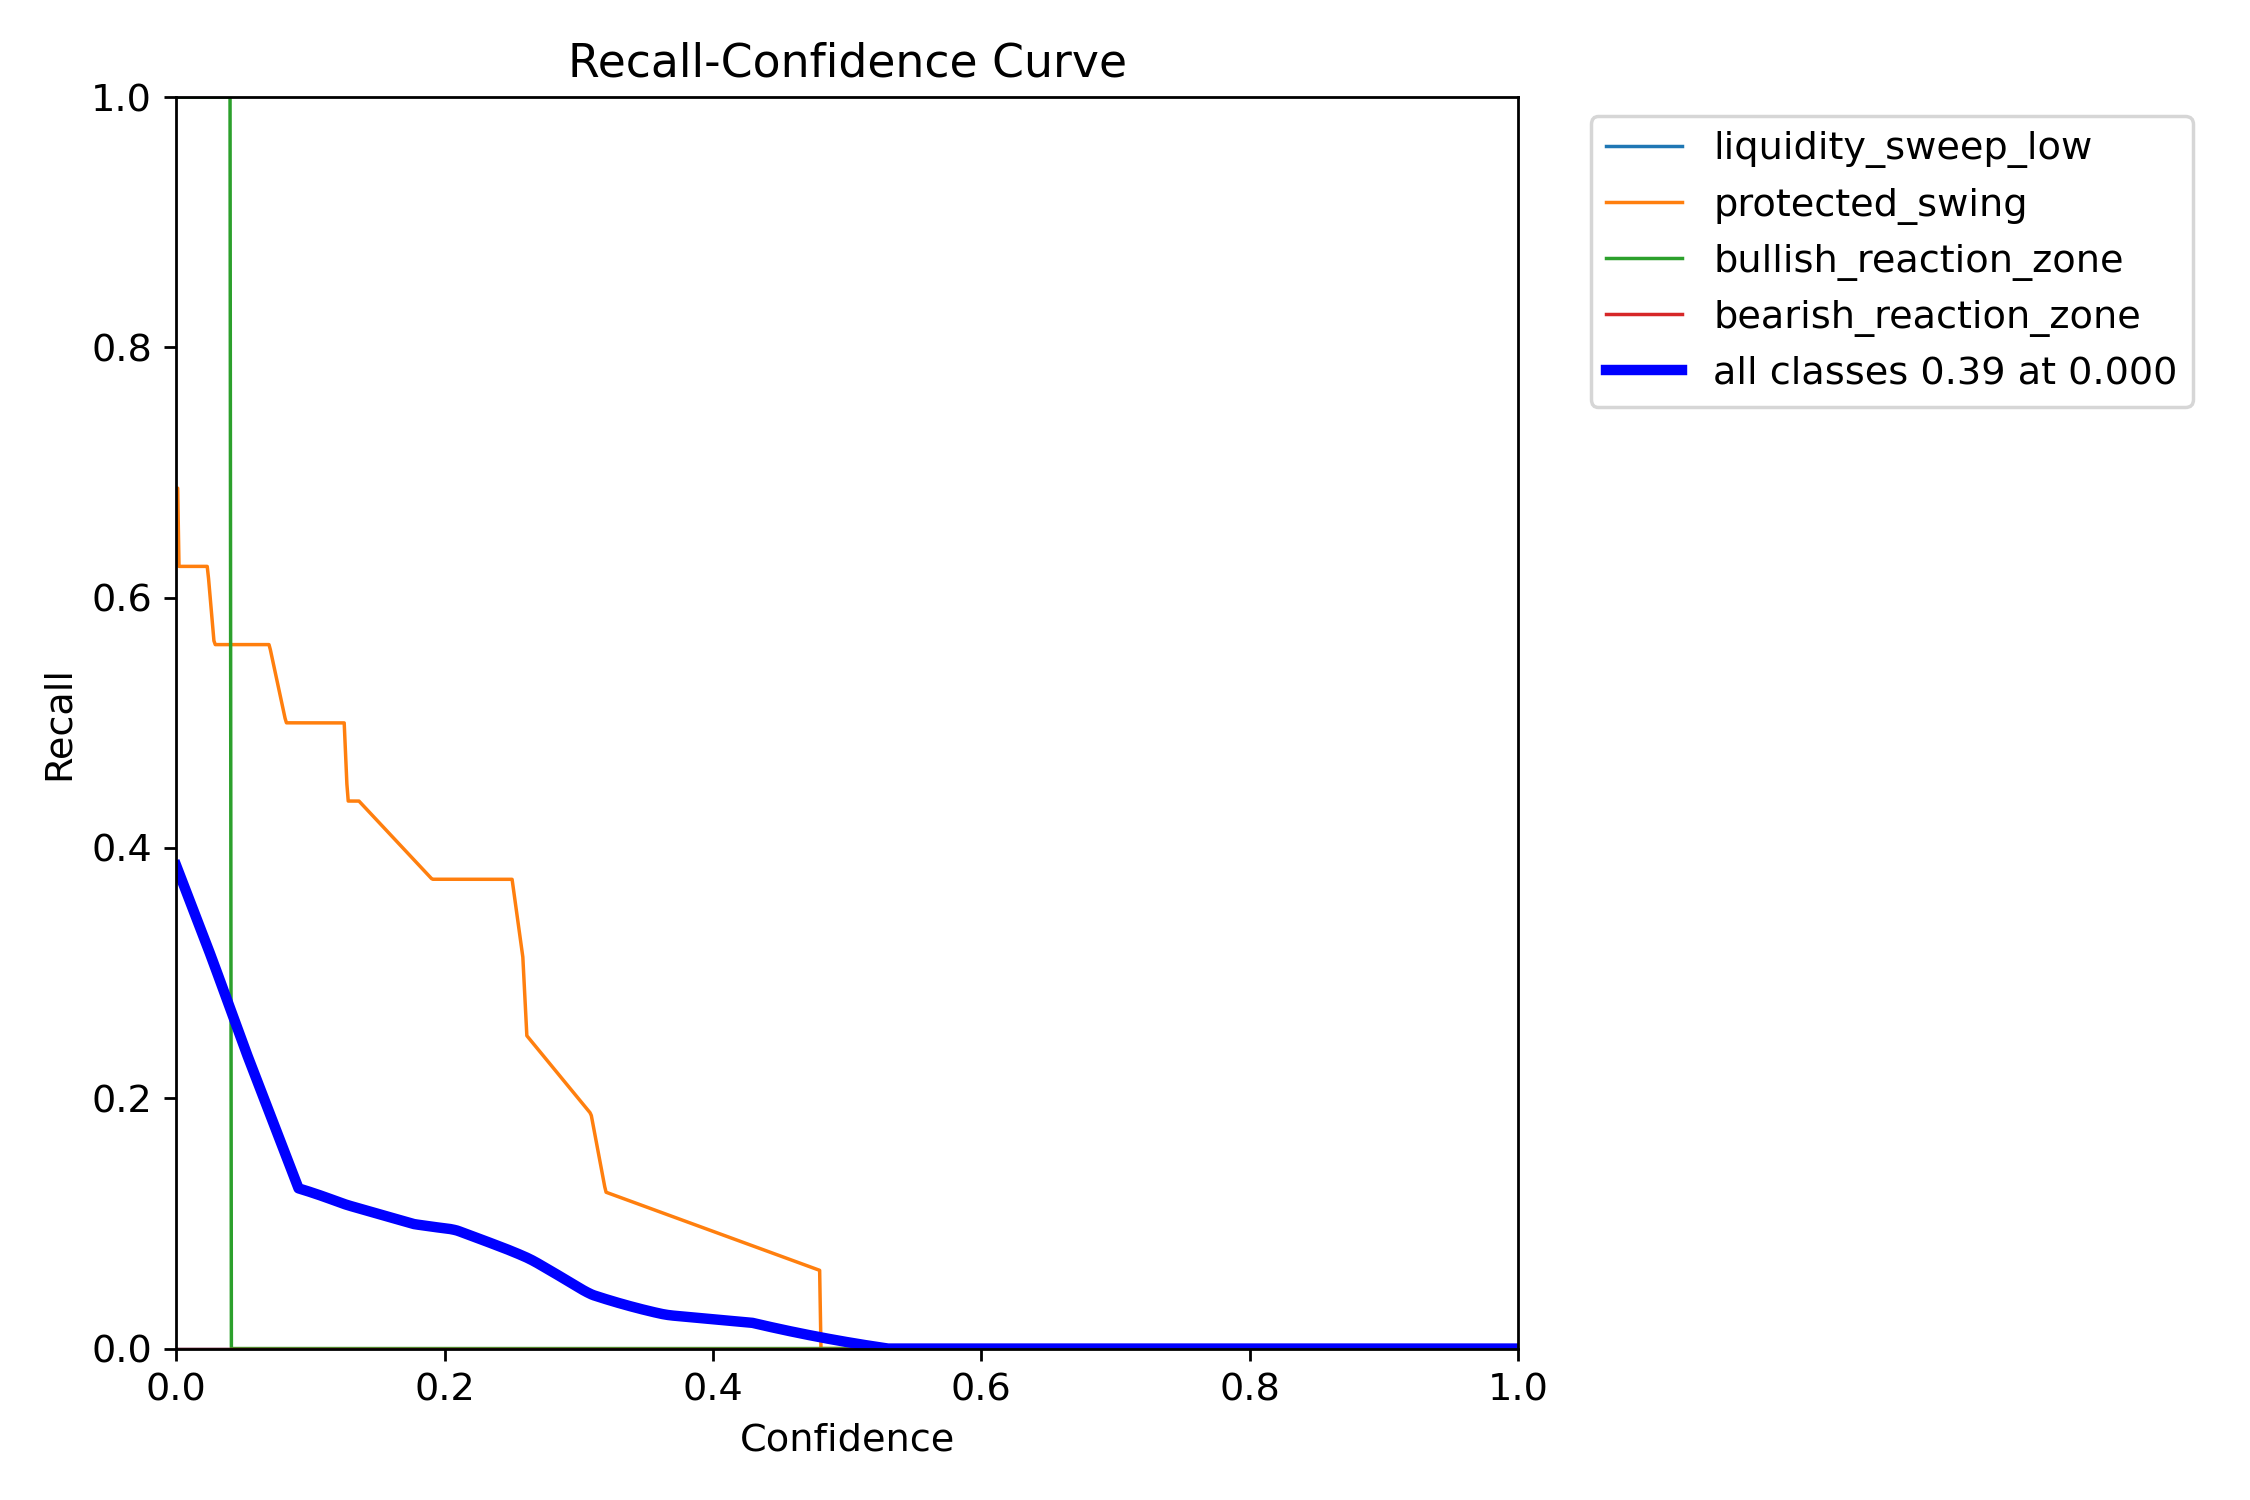 Recall-Confidence Curve
1.0
0.8
0.6
0.4
0.2
0.0
Recall
0.0 0.2 0.4 0.6 0.8 1.0
Confidence
liquidity_sweep_low
protected_swing
bullish_reaction_zone
bearish_reaction_zone
all classes 0.39 at 0.000